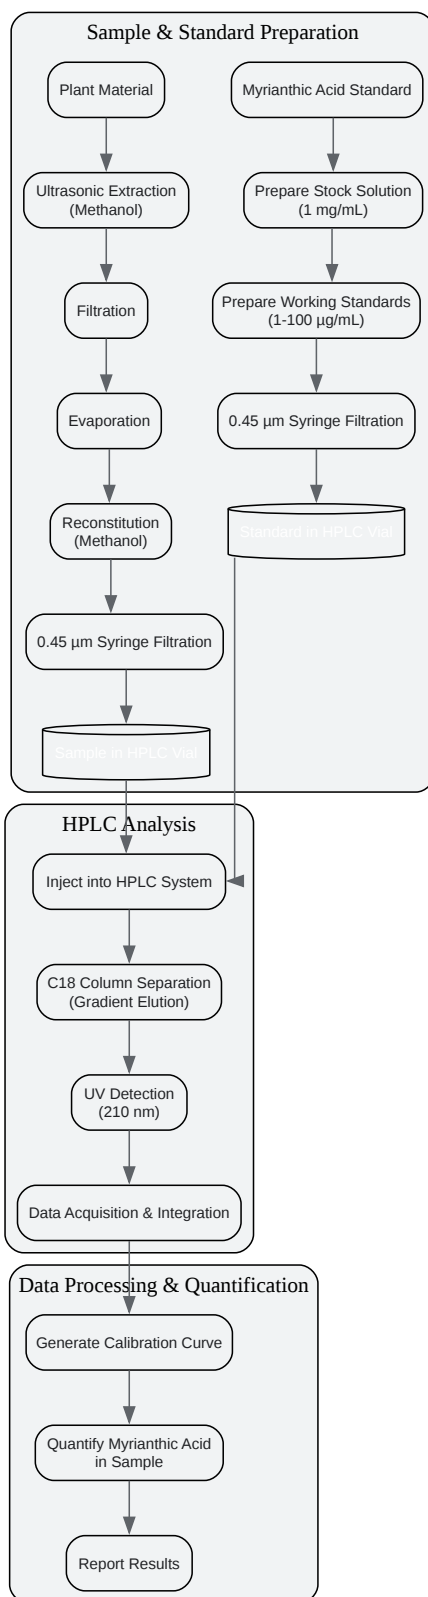 Sample & Standard Preparation
Plant Material
Myrianthic Acid Standard
Ultrasonic Extraction
(Methanol)
Prepare Stock Solution
(1 mg/mL)
Filtration
Prepare Working Standards
(1-100 µg/mL)
Evaporation
0.45 µm Syringe Filtration
Reconstitution
(Methanol)
Standard in HPLC Vial
0.45 µm Syringe Filtration
Sample in HPLC Vial
HPLC Analysis
Inject into HPLC System
C18 Column Separation
(Gradient Elution)
UV Detection
(210 nm)
Data Acquisition & Integration
Data Processing & Quantification
Generate Calibration Curve
Quantify Myrianthic Acid
in Sample
Report Results